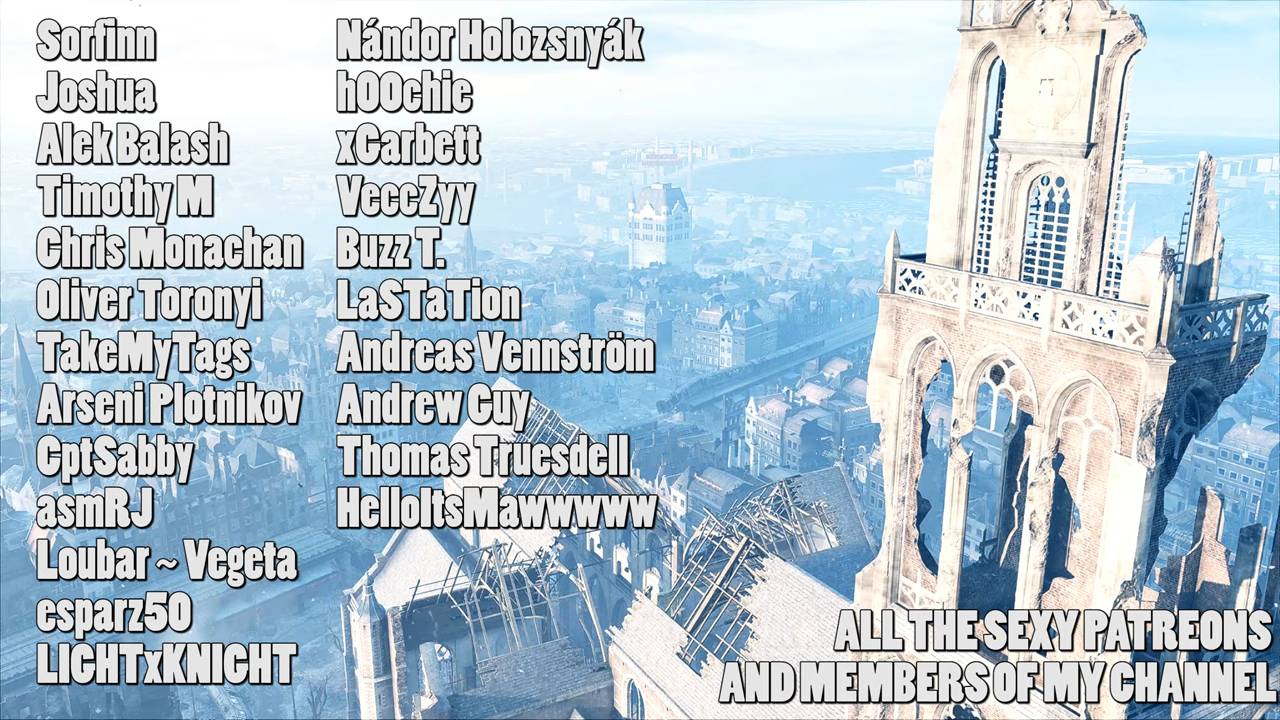 Sorfinn
Joshua
Alek Balash
Timothy M
Chris Monachan
Oliver Toronyi
TakeMyTags
Arseni Plotnikov
CptSabby
asmRJ
Loubar ~ Vegeta
esparz50
LIGHTxKNIGHT
Nándor Holozsnyák
h00chie
xGarbett
VeccZyy
Buzz T.
LaSTaTion
Andreas Vennström
Andrew Guy
Thomas Truesdell
HelloItsMawwwww
ALL THE SEXY PATREONS
AND MEMBERS OF MY CHANNEL